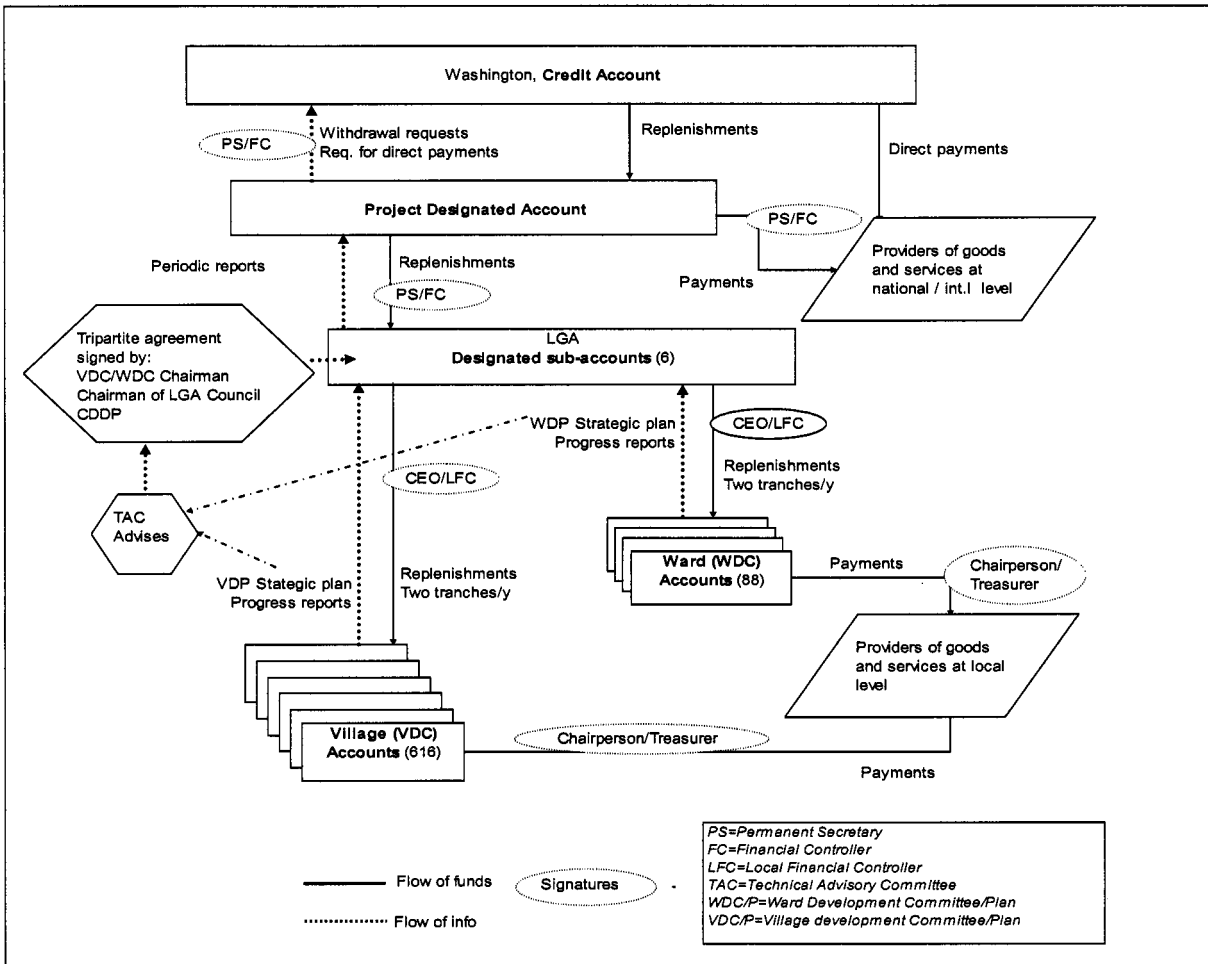 Washington, Credit Account
PS/FC
Withdrawal requests
Req. for direct payments
Replenishments
Direct payments
Project Designated Account
PS/FC
Payments
Providers of goods
and services at
national / int.l level
Periodic reports
Replenishments
PS/FC
Tripartite agreement
signed by:
VDC/WDC Chairman
Chairman of LGA Council
CDDP
LGA
Designated sub-accounts (6)
WDP Strategic plan
Progress reports
CEO/LFC
Replenishments
Two tranches/y
CEO/LFC
TAC
Advises
VDP Stategic plan
Progress reports
Replenishments
Two tranches/y
Ward (WDC)
Accounts (88)
Payments
Chairperson/
Treasurer
Providers of goods
and services at local
level
Village (VDC)
Accounts (616)
Chairperson/Treasurer
Payments
Flow of funds
Flow of info
Signatures
PS=Permanent Secretary
FC=Financial Controller
LFC=Local Financial Controller
TAC=Technical Advisory Committee
WDC/P=Ward Development Committee/Plan
VDC/P=Village development Committee/Plan